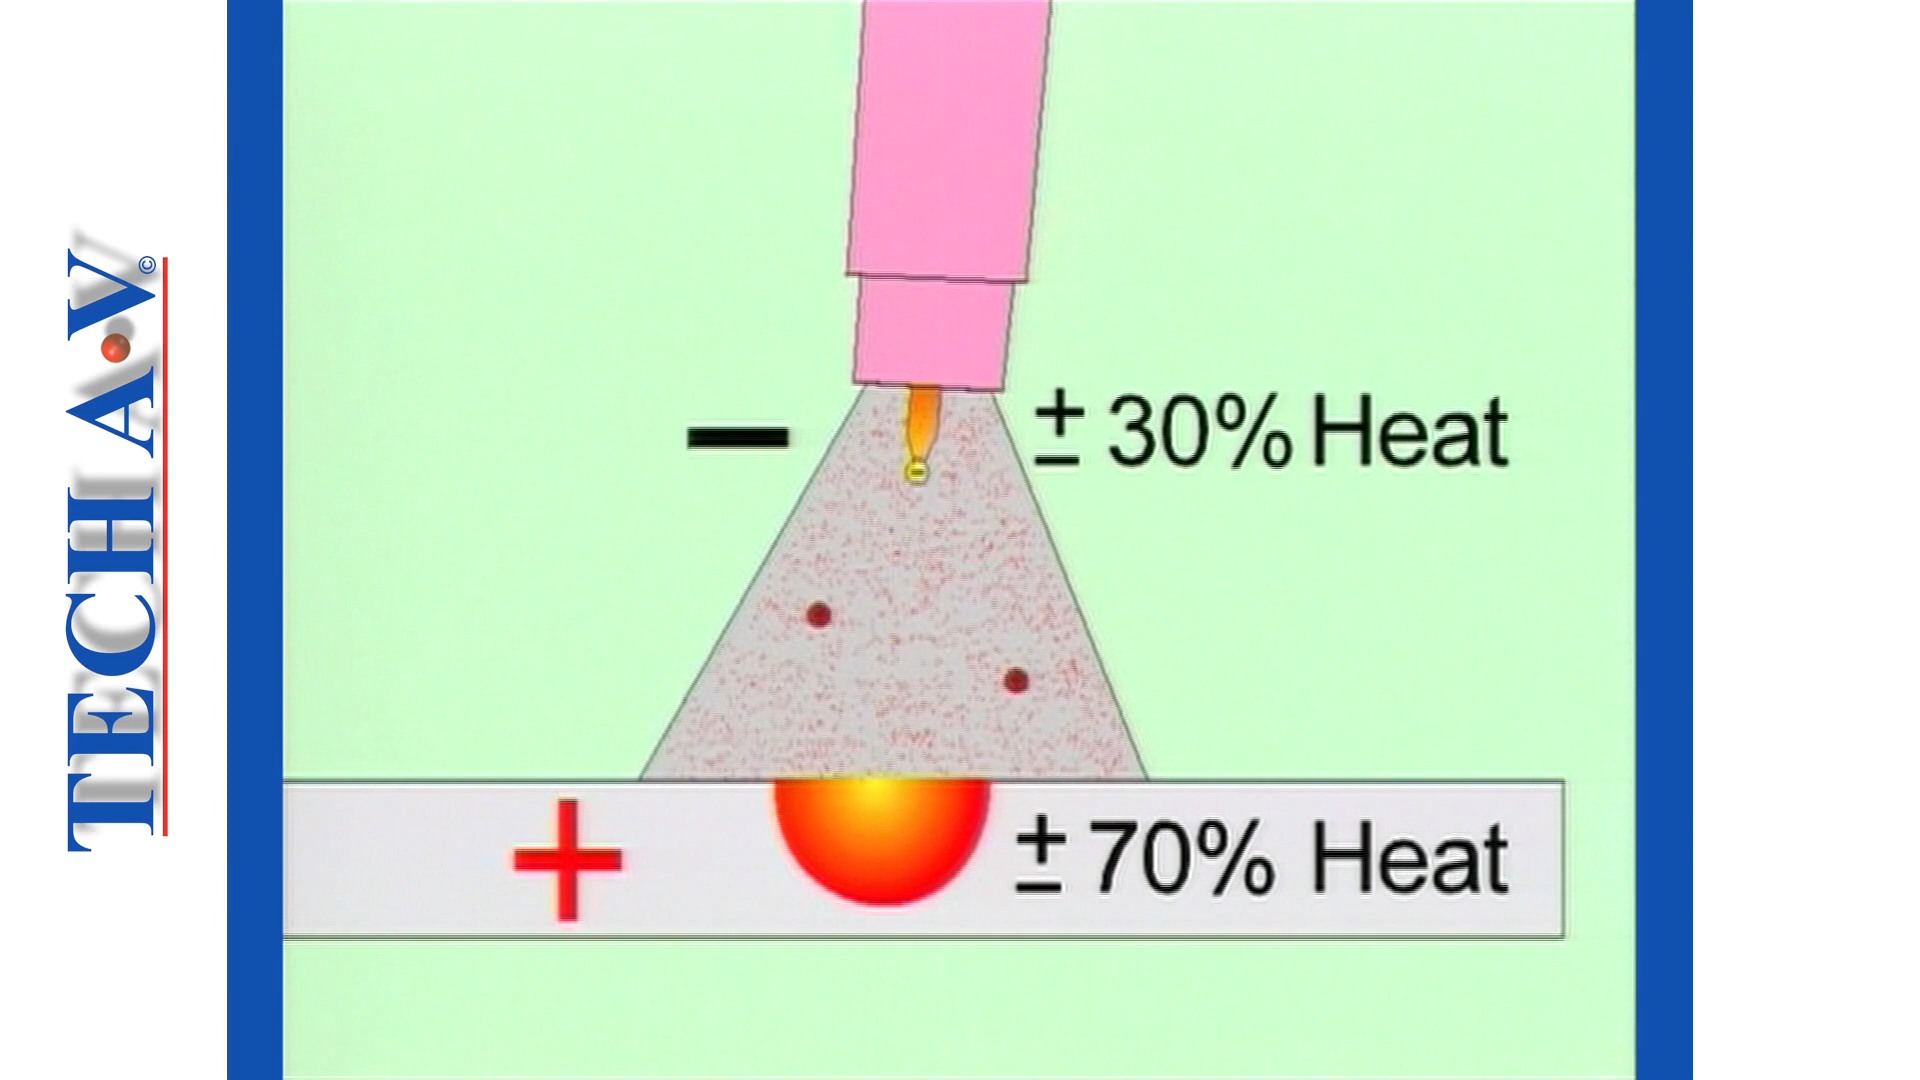 TECH A.V ©
− ± 30% Heat
+ ± 70% Heat